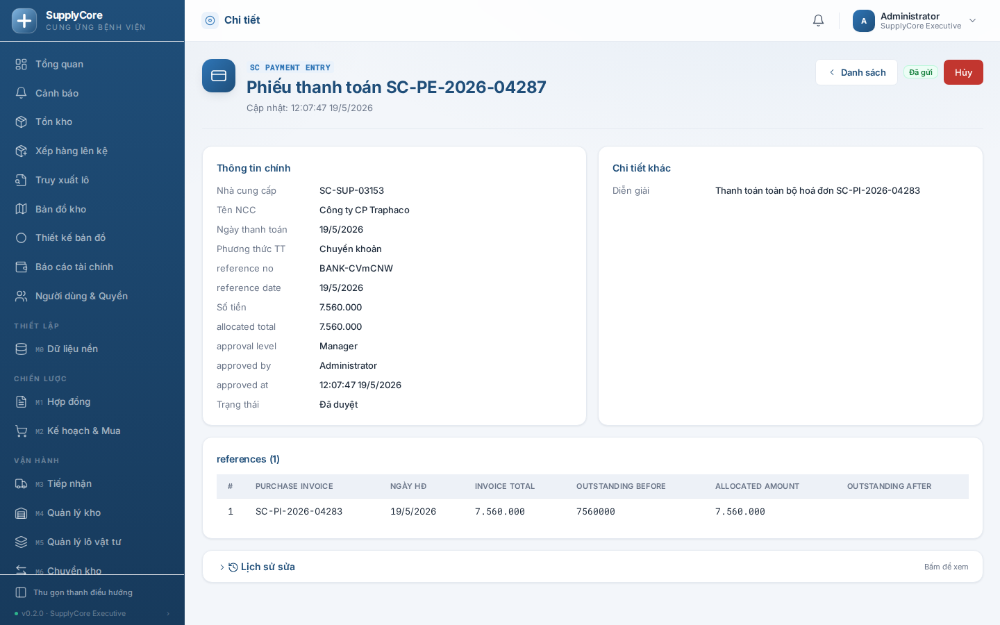 SupplyCore
CUNG ỨNG BỆNH VIỆN
Tổng quan
Cảnh báo
Tồn kho
Xếp hàng lên kệ
Truy xuất lô
Bản đồ kho
Thiết kế bản đồ
Báo cáo tài chính
Người dùng & Quyền
THIẾT LẬP
M0 Dữ liệu nền
CHIẾN LƯỢC
M1 Hợp đồng
M2 Kế hoạch & Mua
VẬN HÀNH
M3 Tiếp nhận
M4 Quản lý kho
M5 Quản lý lô vật tư
M6 Chuyển kho
Thu gọn thanh điều hướng
v0.2.0 · SupplyCore Executive ›
Chi tiết
A
Administrator
SupplyCore Executive
SC PAYMENT ENTRY
Phiếu thanh toán SC-PE-2026-04287
Cập nhật: 12:07:47 19/5/2026
Danh sách
Đã gửi
Hủy
Thông tin chính
Nhà cung cấp SC-SUP-03153
Tên NCC Công ty CP Traphaco
Ngày thanh toán 19/5/2026
Phương thức TT Chuyển khoản
reference no BANK-CVmCNW
reference date 19/5/2026
Số tiền 7.560.000
allocated total 7.560.000
approval level Manager
approved by Administrator
approved at 12:07:47 19/5/2026
Trạng thái Đã duyệt
Chi tiết khác
Diễn giải Thanh toán toàn bộ hoá đơn SC-PI-2026-04283
references (1)
# PURCHASE INVOICE NGÀY HĐ INVOICE TOTAL OUTSTANDING BEFORE ALLOCATED AMOUNT OUTSTANDING AFTER
1 SC-PI-2026-04283 19/5/2026 7.560.000 7560000 7.560.000
Lịch sử sửa
Bấm để xem